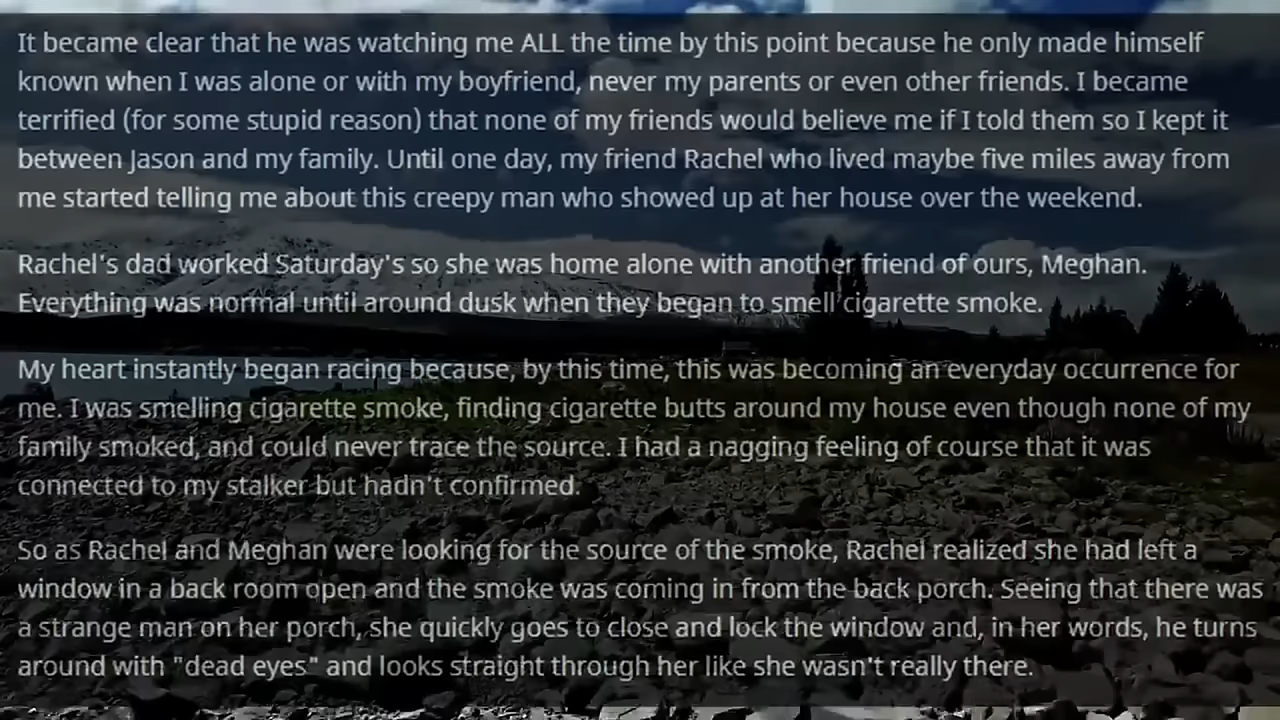 It became clear that he was watching me ALL the time by this point because he only made himself
known when I was alone or with my boyfriend, never my parents or even other friends. I became
terrified (for some stupid reason) that none of my friends would believe me if I told them so I kept it
between Jason and my family. Until one day, my friend Rachel who lived maybe five miles away from
me started telling me about this creepy man who showed up at her house over the weekend.
Rachel's dad worked Saturday's so she was home alone with another friend of ours, Meghan.
Everything was normal until around dusk when they began to smell cigarette smoke.
My heart instantly began racing because, by this time, this was becoming an everyday occurrence for
me. I was smelling cigarette smoke, finding cigarette butts around my house even though none of my
family smoked, and could never trace the source. I had a nagging feeling of course that it was
connected to my stalker but hadn't confirmed.
So as Rachel and Meghan were looking for the source of the smoke, Rachel realized she had left a
window in a back room open and the smoke was coming in from the back porch. Seeing that there was
a strange man on her porch, she quickly goes to close and lock the window and, in her words, he turns
around with "dead eyes" and looks straight through her like she wasn't really there.